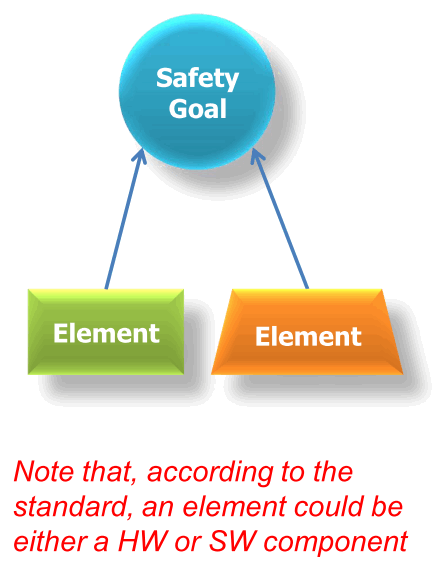 Safety
Goal
Element
Element
Note that, according to the
standard, an element could be
either a HW or SW component